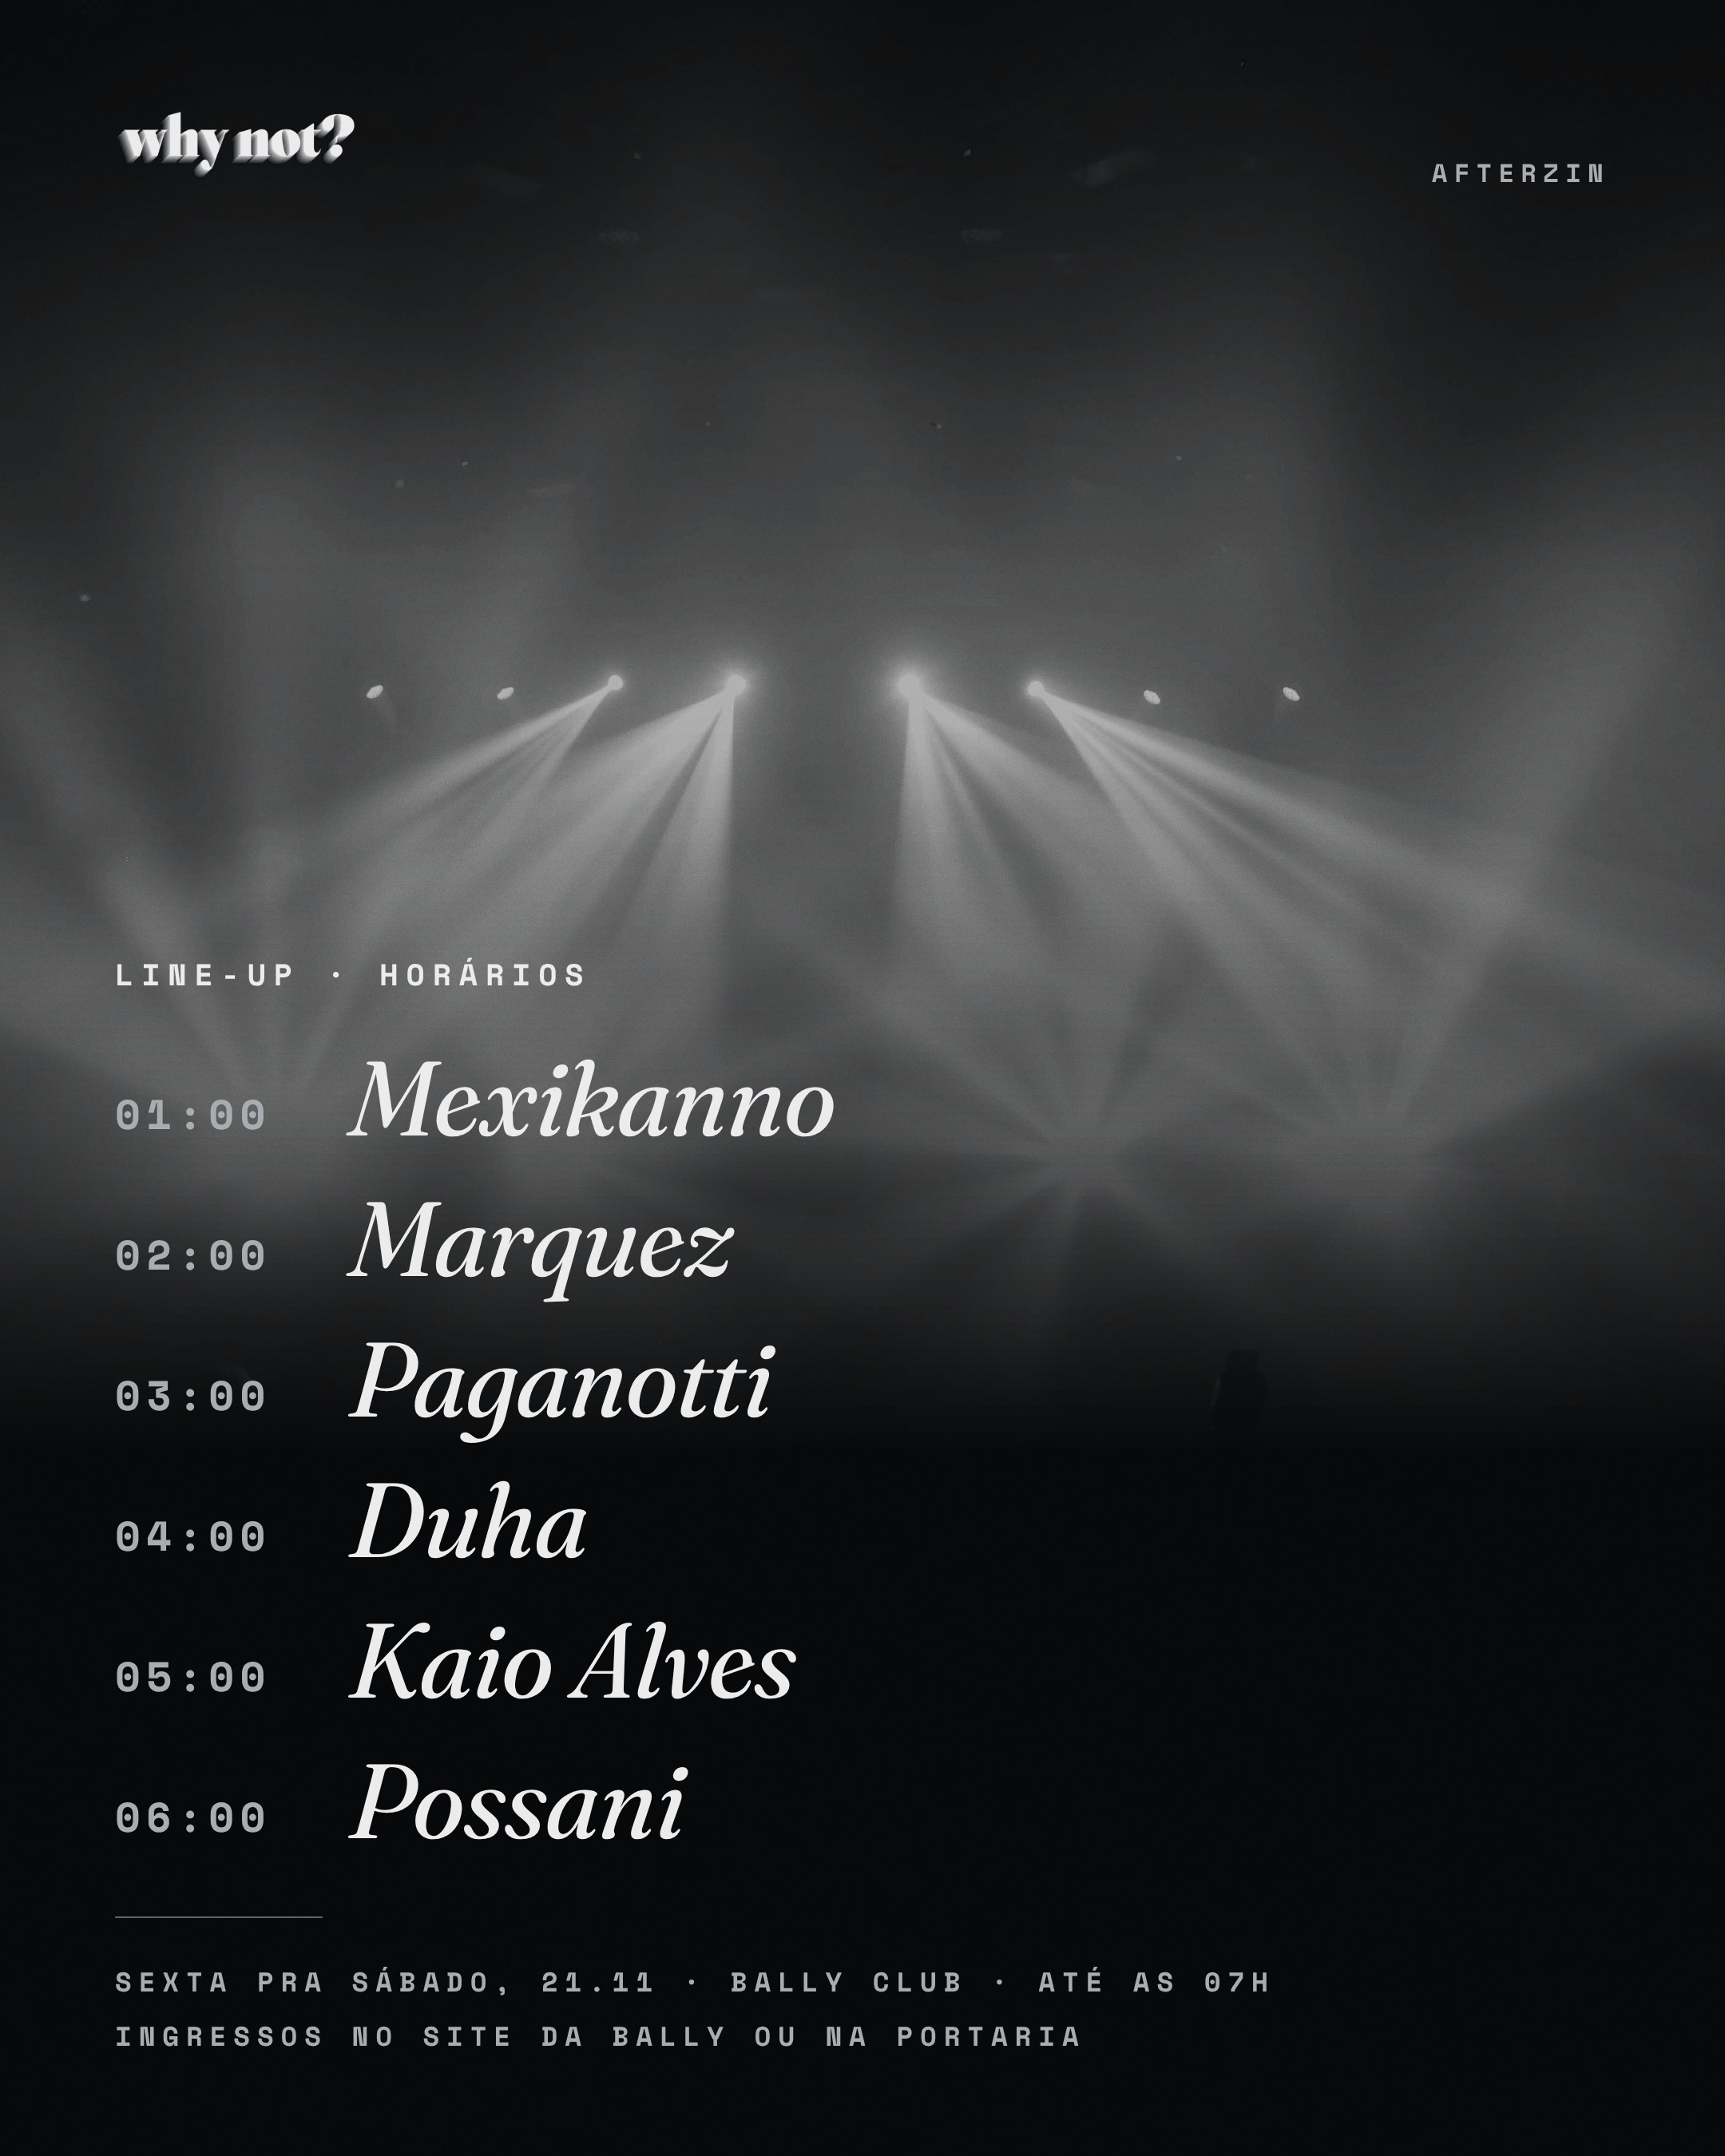 why not?
AFTERZIN
LINE-UP · HORÁRIOS
01:00 Mexikanno
02:00 Marquez
03:00 Paganotti
04:00 Duha
05:00 Kaio Alves
06:00 Possani
SEXTA PRA SÁBADO, 21.11 · BALLY CLUB · ATÉ AS 07H
INGRESSOS NO SITE DA BALLY OU NA PORTARIA